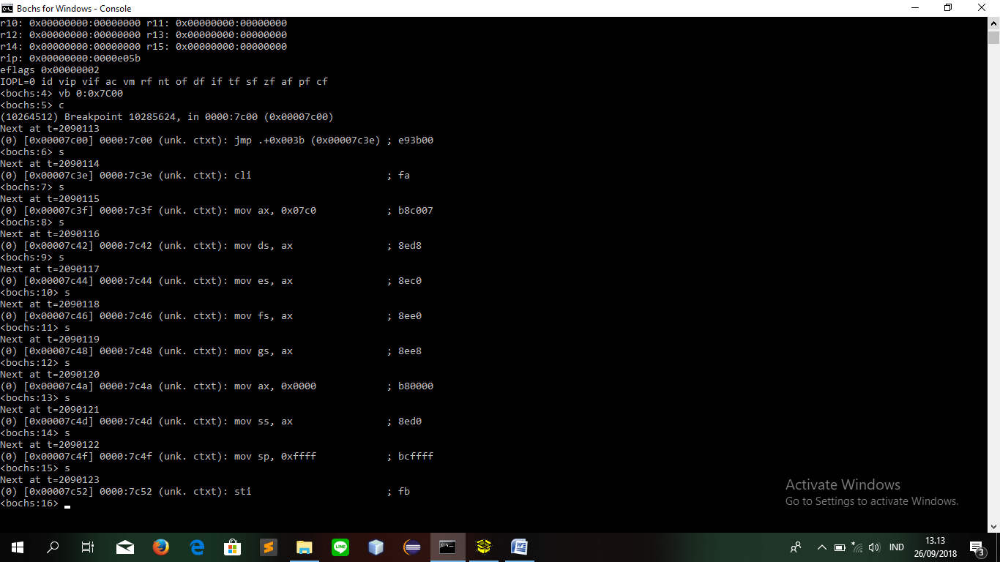 Bochs for Windows - Console
r10: 0x00000000:00000000 r11: 0x00000000:00000000
r12: 0x00000000:00000000 r13: 0x00000000:00000000
r14: 0x00000000:00000000 r15: 0x00000000:00000000
rip: 0x00000000:0000e05b
eflags 0x00000002
IOPL=0 id vip vif ac vm rf nt of df if tf sf zf af pf cf
<bochs:4> vb 0:0x7C00
<bochs:5> c
(10264512) Breakpoint 10285624, in 0000:7c00 (0x00007c00)
Next at t=2090113
(0) [0x00007c00] 0000:7c00 (unk. ctxt): jmp .+0x003b (0x00007c3e) ; e93b00
<bochs:6> s
Next at t=2090114
(0) [0x00007c3e] 0000:7c3e (unk. ctxt): cli                       ; fa
<bochs:7> s
Next at t=2090115
(0) [0x00007c3f] 0000:7c3f (unk. ctxt): mov ax, 0x07c0            ; b8c007
<bochs:8> s
Next at t=2090116
(0) [0x00007c42] 0000:7c42 (unk. ctxt): mov ds, ax                ; 8ed8
<bochs:9> s
Next at t=2090117
(0) [0x00007c44] 0000:7c44 (unk. ctxt): mov es, ax                ; 8ec0
<bochs:10> s
Next at t=2090118
(0) [0x00007c46] 0000:7c46 (unk. ctxt): mov fs, ax                ; 8ee0
<bochs:11> s
Next at t=2090119
(0) [0x00007c48] 0000:7c48 (unk. ctxt): mov gs, ax                ; 8ee8
<bochs:12> s
Next at t=2090120
(0) [0x00007c4a] 0000:7c4a (unk. ctxt): mov ax, 0x0000            ; b80000
<bochs:13> s
Next at t=2090121
(0) [0x00007c4d] 0000:7c4d (unk. ctxt): mov ss, ax                ; 8ed0
<bochs:14> s
Next at t=2090122
(0) [0x00007c4f] 0000:7c4f (unk. ctxt): mov sp, 0xffff            ; bcffff
<bochs:15> s
Next at t=2090123
(0) [0x00007c52] 0000:7c52 (unk. ctxt): sti                       ; fb
<bochs:16>
Activate Windows
Go to Settings to activate Windows.
LINE
IND
13.13
26/09/2018
3